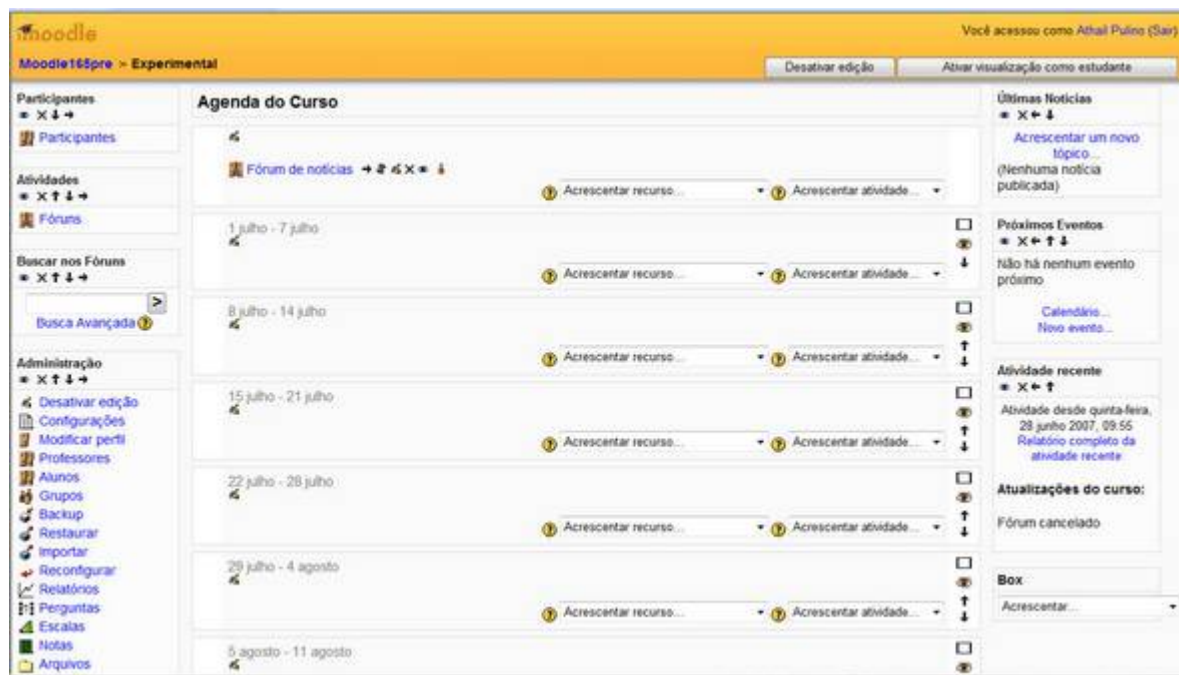 moodle
Você acessou como Athail Pulino (Sair)
Moodle165pre > Experimental
Desativar edição
Ativar visualização como estudante
Participantes
Participantes
Atividades
Fóruns
Buscar nos Fóruns
>
Busca Avançada
Administração
Desativar edição
Configurações
Modificar perfil
Professores
Alunos
Grupos
Backup
Restaurar
Importar
Reconfigurar
Relatórios
Perguntas
Escalas
Notas
Arquivos
Agenda do Curso
Fórum de notícias
Acrescentar recurso... Acrescentar atividade...
1 julho - 7 julho
Acrescentar recurso... Acrescentar atividade...
8 julho - 14 julho
Acrescentar recurso... Acrescentar atividade...
15 julho - 21 julho
Acrescentar recurso... Acrescentar atividade...
22 julho - 28 julho
Acrescentar recurso... Acrescentar atividade...
29 julho - 4 agosto
Acrescentar recurso... Acrescentar atividade...
5 agosto - 11 agosto
Últimas Notícias
Acrescentar um novo
tópico...
(Nenhuma notícia
publicada)
Próximos Eventos
Não há nenhum evento
próximo
Calendário...
Novo evento...
Atividade recente
Atividade desde quinta-feira,
28 junho 2007, 09:55
Relatório completo da
atividade recente
Atualizações do curso:
Fórum cancelado
Box
Acrescentar...